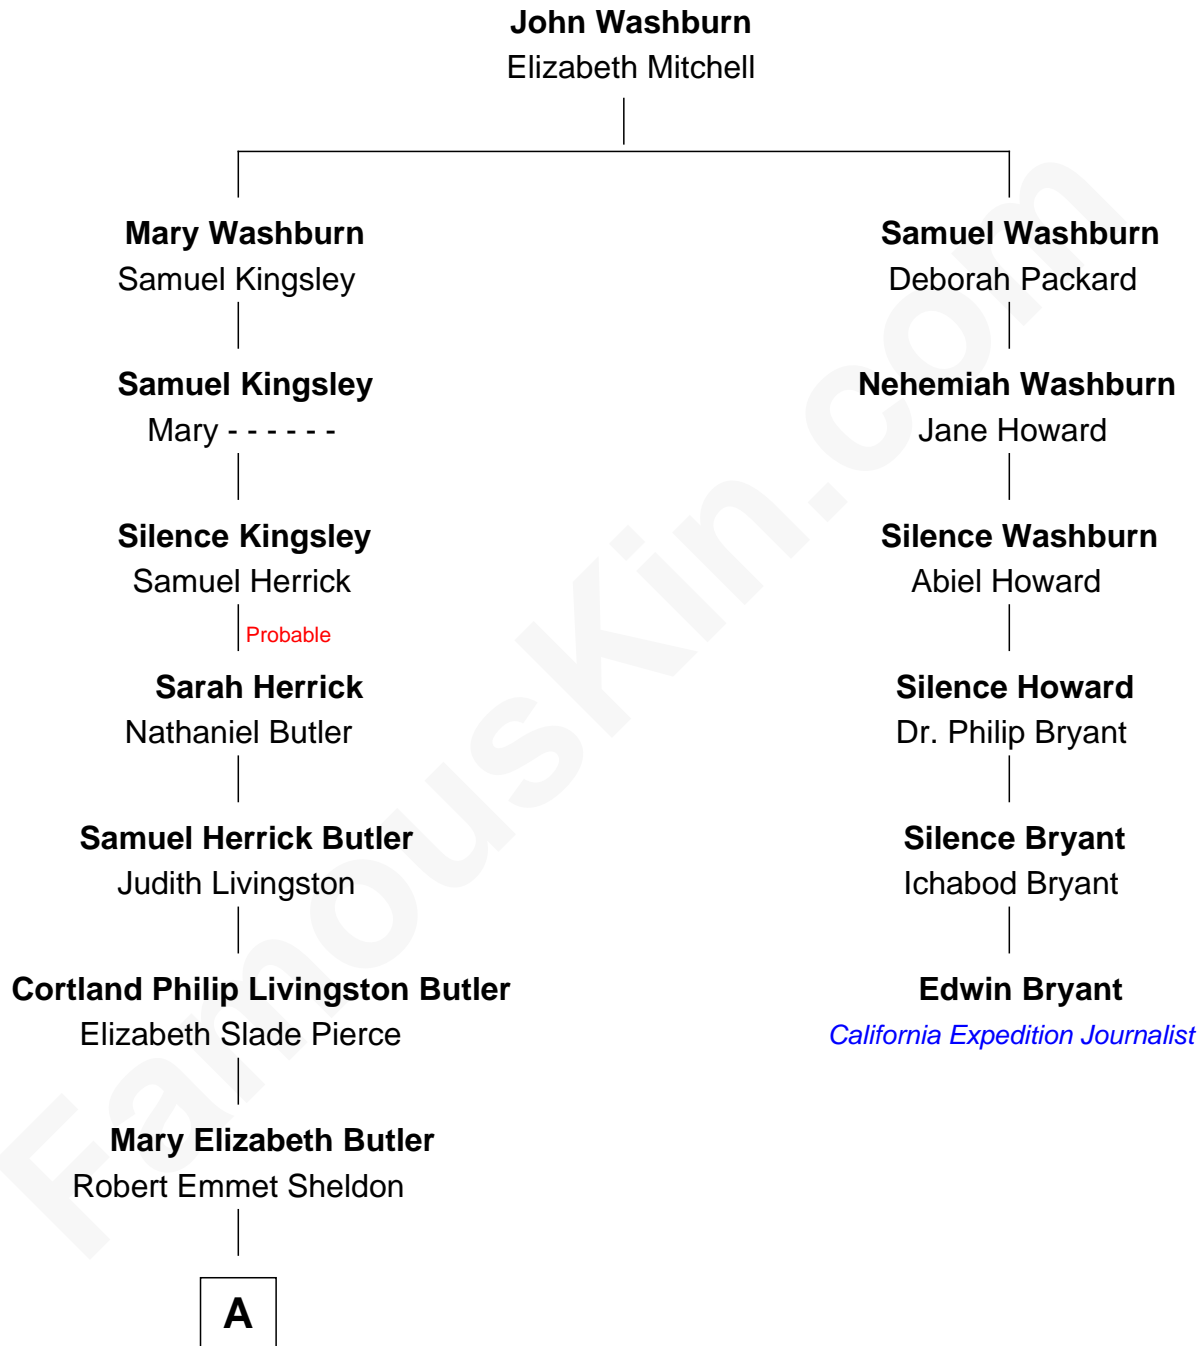 John Washburn
Elizabeth Mitchell
Mary Washburn
Samuel Kingsley
Samuel Washburn
Deborah Packard
Samuel Kingsley
Mary - - - - - -
Nehemiah Washburn
Jane Howard
Silence Kingsley
Samuel Herrick
Silence Washburn
Abiel Howard
Probable
Sarah Herrick
Nathaniel Butler
Silence Howard
Dr. Philip Bryant
Samuel Herrick Butler
Judith Livingston
Silence Bryant
Ichabod Bryant
Cortland Philip Livingston Butler
Elizabeth Slade Pierce
Edwin Bryant
California Expedition Journalist
Mary Elizabeth Butler
Robert Emmet Sheldon
A
FamousKin.com